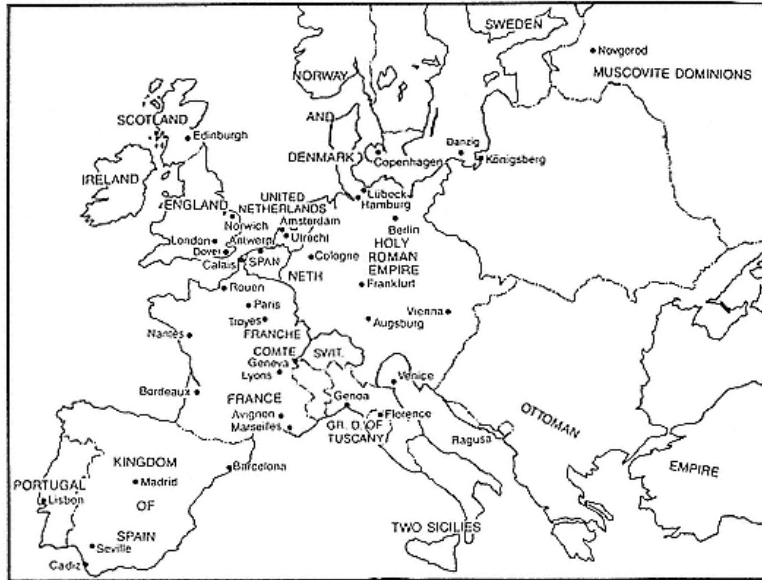 SWEDEN
Novgorod
MUSCOVITE DOMINIONS
NORWAY
AND
DENMARK
SCOTLAND
Edinburgh
Copenhagen
Danzig
Königsberg
IRELAND
ENGLAND
Norwich
London
Dover
Calais
UNITED
NETHERLANDS
Amsterdam
Utrecht
Antwerp
SPAN
NETH
Lübeck
Hamburg
Berlin
Cologne
HOLY
ROMAN
EMPIRE
Frankfurt
Rouen
Paris
Troyes
Augsburg
Vienna
Nantes
FRANCHE
COMTE
Geneva
SWIT.
Lyons
Bordeaux
FRANCE
Avignon
Marseilles
Genoa
Venice
Florence
GR. D. OF
TUSCANY
Ragusa
OTTOMAN
EMPIRE
KINGDOM
OF
SPAIN
Barcelona
Madrid
PORTUGAL
Lisbon
Seville
Cadiz
TWO SICILIES